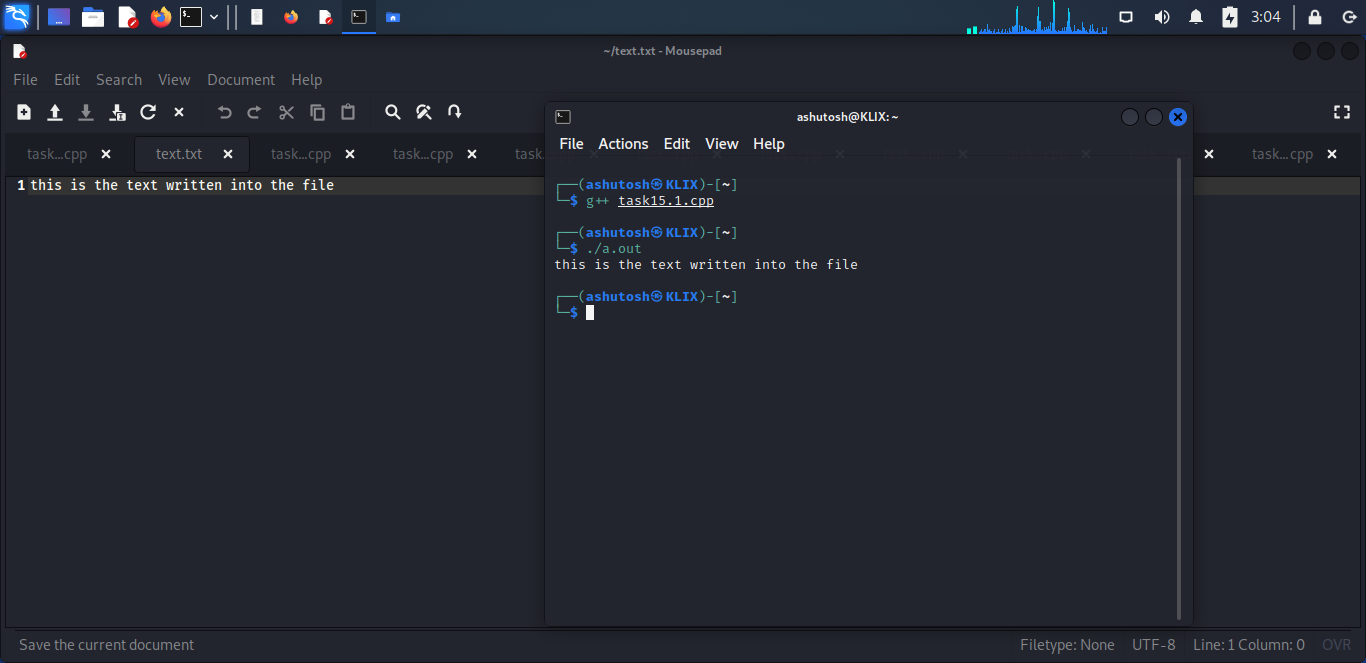 3:04
~/text.txt - Mousepad
File Edit Search View Document Help
task...cpp text.txt task...cpp task...cpp task... task...cpp
1 this is the text written into the file
ashutosh@KLIX: ~
File Actions Edit View Help
┌──(ashutosh㉿KLIX)-[~]
└─$ g++ task15.1.cpp
┌──(ashutosh㉿KLIX)-[~]
└─$ ./a.out
this is the text written into the file
┌──(ashutosh㉿KLIX)-[~]
└─$
Save the current document Filetype: None UTF-8 Line: 1 Column: 0 OVR